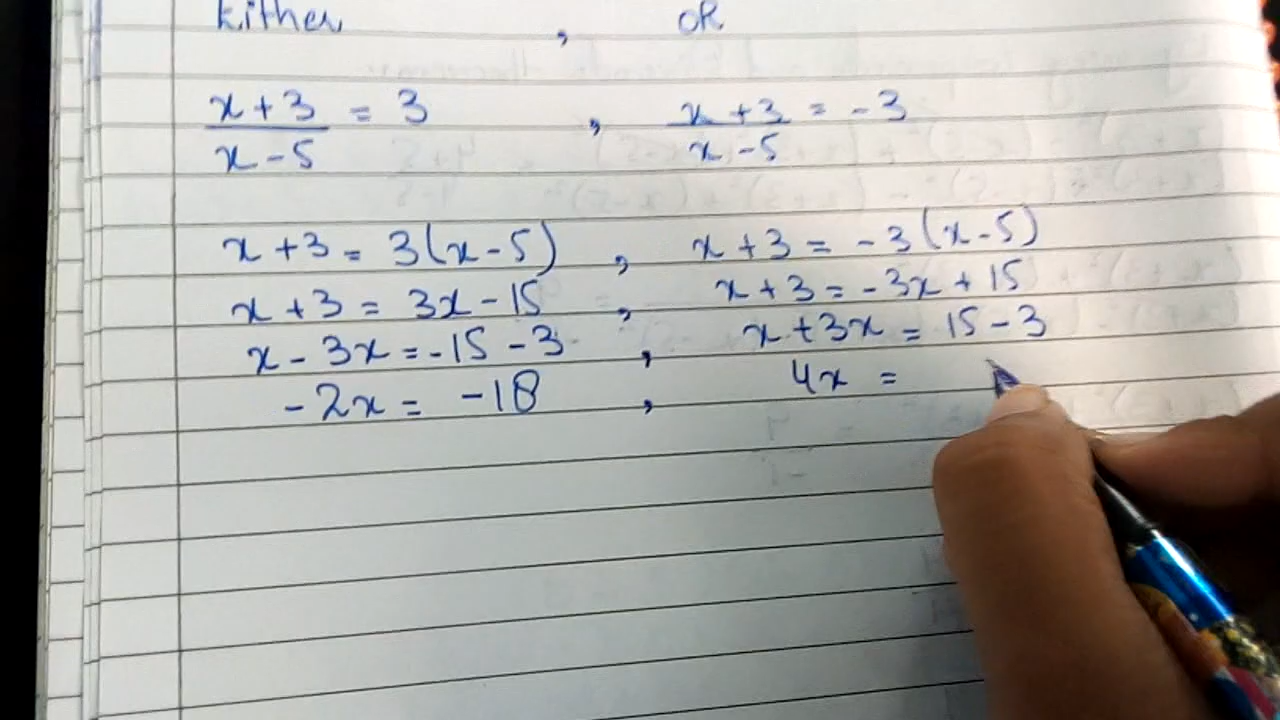 Either , OR
x + 3 / x - 5 = 3 , x + 3 / x - 5 = - 3
x + 3 = 3(x - 5) , x + 3 = - 3(x - 5)
x + 3 = 3x - 15 , x + 3 = - 3x + 15
x - 3x = - 15 - 3 , x + 3x = 15 - 3
- 2x = - 18 , 4x =